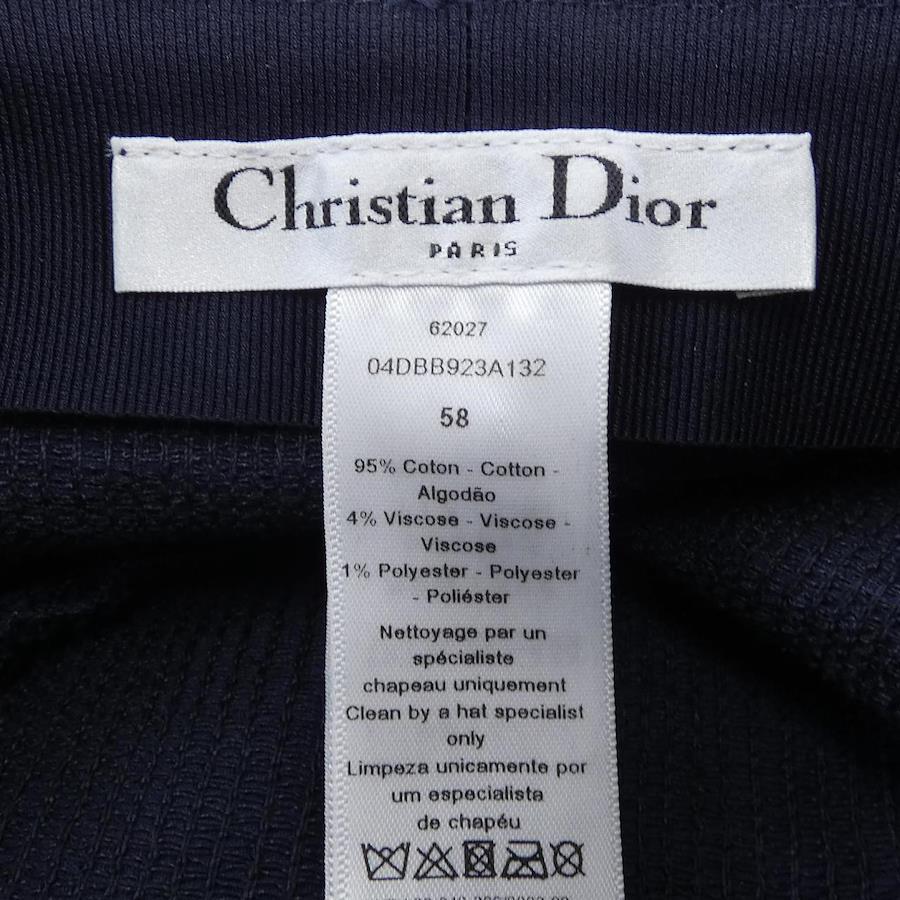 Christian Dior
PARIS
62027
04DBB923A132
58
95% Coton - Cotton -
Algodão
4% Viscose - Viscose -
Viscose
1% Polyester - Polyester
- Poliéster
Nettoyage par un
spécialiste
chapeau uniquement
Clean by a hat specialist
only
Limpeza unicamente por
um especialista
de chapéu